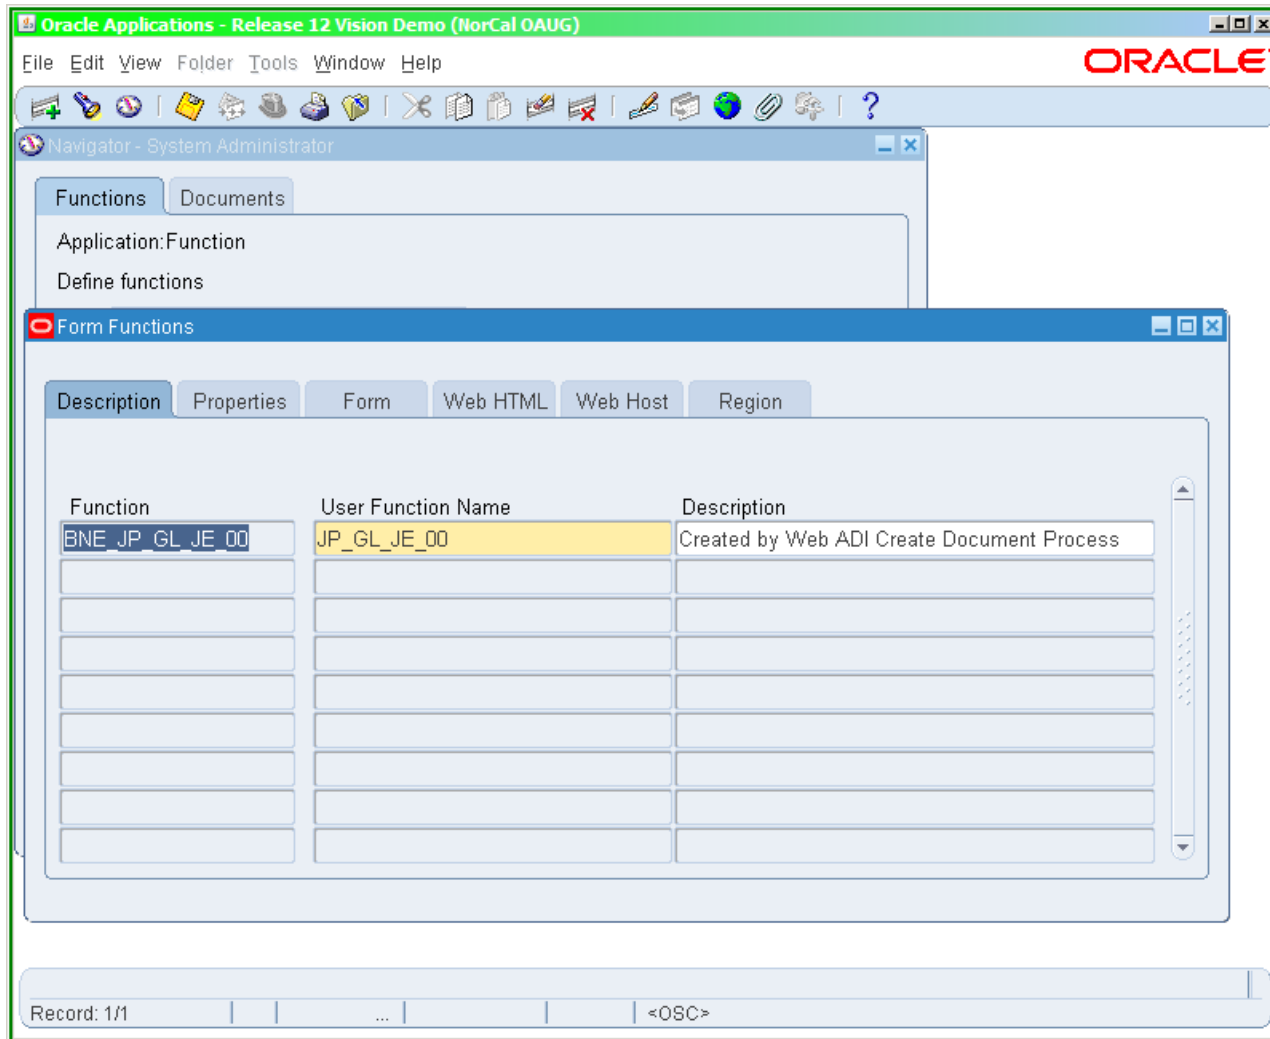 Oracle Applications - Release 12 Vision Demo (NorCal OAUG)
File Edit View Folder Tools Window Help
ORACLE
Navigator - System Administrator
Functions Documents
Application:Function
Define functions
Form Functions
Description Properties Form Web HTML Web Host Region
Function User Function Name Description
BNE_JP_GL_JE_00 JP_GL_JE_00 Created by Web ADI Create Document Process
Record: 1/1 ... <OSC>